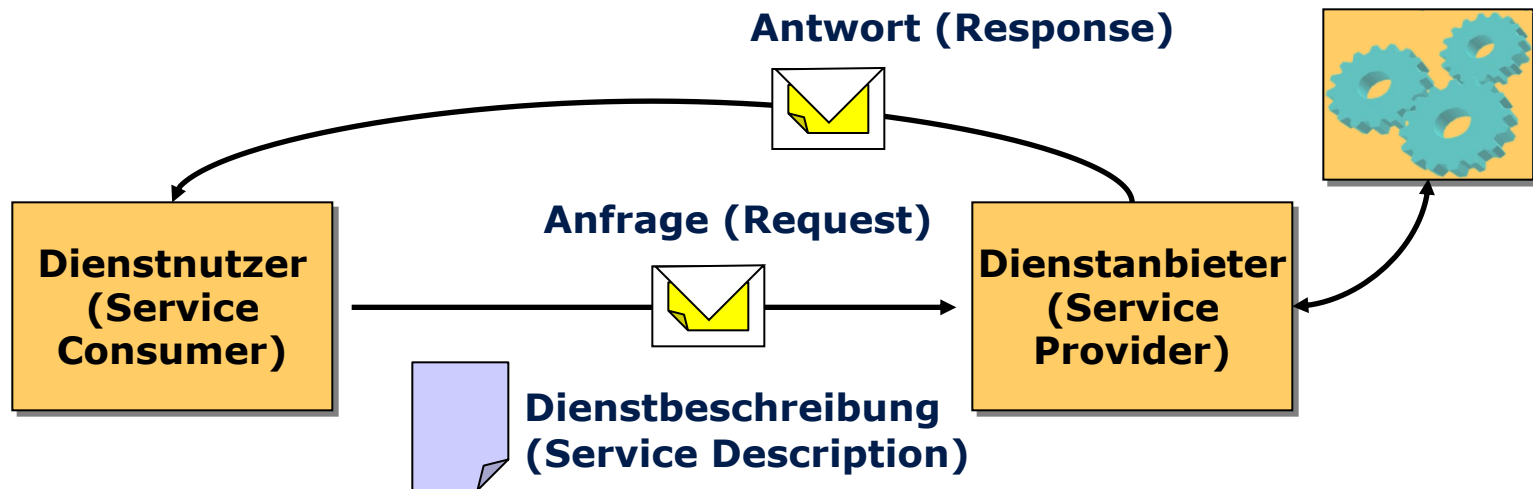 Antwort (Response)
Anfrage (Request)
Dienstnutzer
(Service
Consumer)
Dienstanbieter
(Service
Provider)
Dienstbeschreibung
(Service Description)